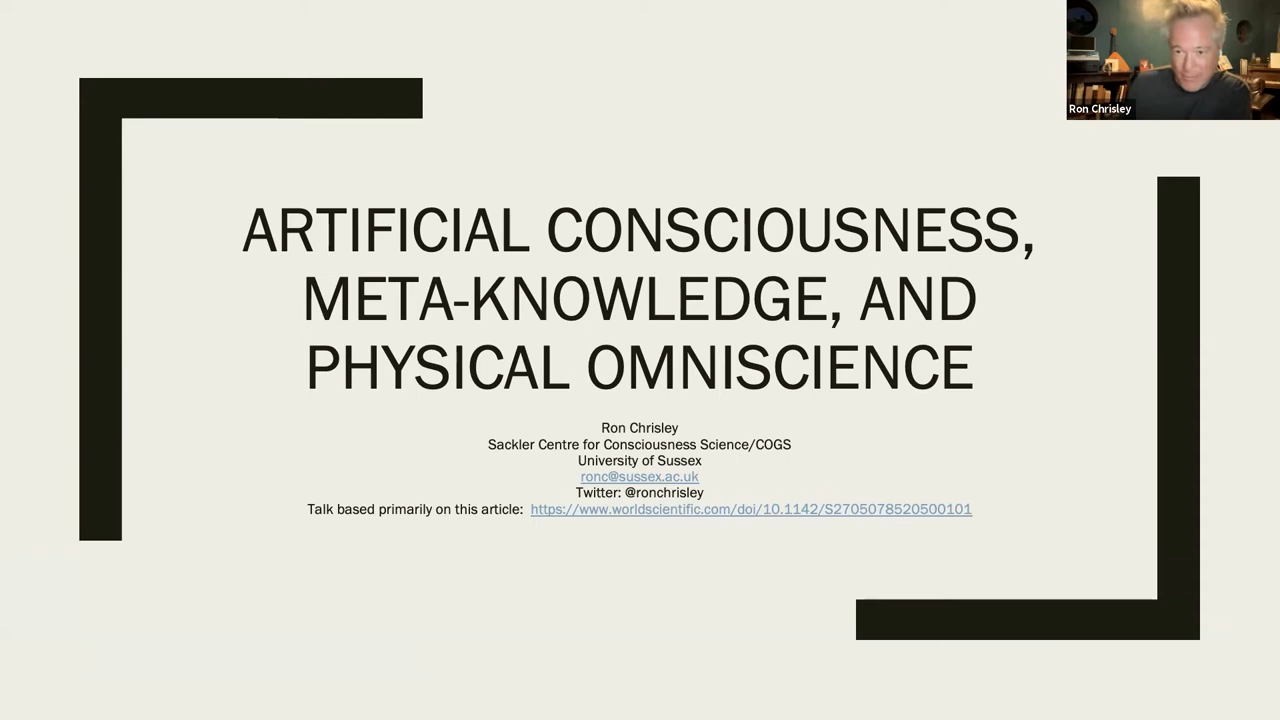 Ron Chrisley
ARTIFICIAL CONSCIOUSNESS,
META-KNOWLEDGE, AND
PHYSICAL OMNISCIENCE
Ron Chrisley
Sackler Centre for Consciousness Science/COGS
University of Sussex
ronc@sussex.ac.uk
Twitter: @ronchrisley
Talk based primarily on this article: https://www.worldscientific.com/doi/10.1142/S2705078520500101